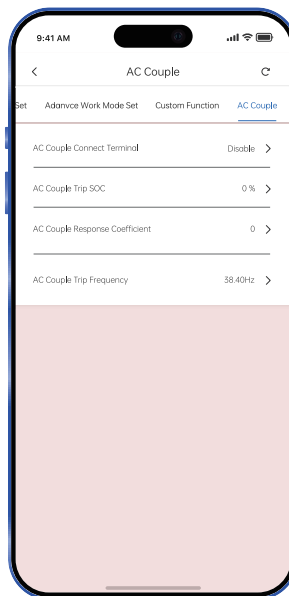 9:41 AM
AC Couple
Set Adanvce Work Mode Set Custom Function AC Couple
AC Couple Connect Terminal Disable
AC Couple Trip SOC 0 %
AC Couple Response Coefficient 0
AC Couple Trip Frequency 38.40Hz